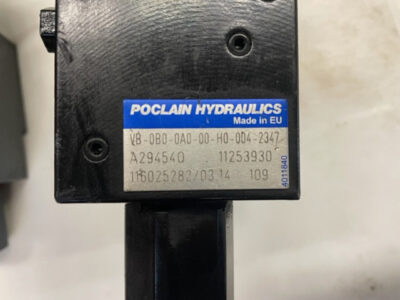 POCLAIN HYDRAULICS
Made in EU
VB-0B0-0A0-00-H0-004-2347
A294540 11253930
116025282/03 14 109
4011840